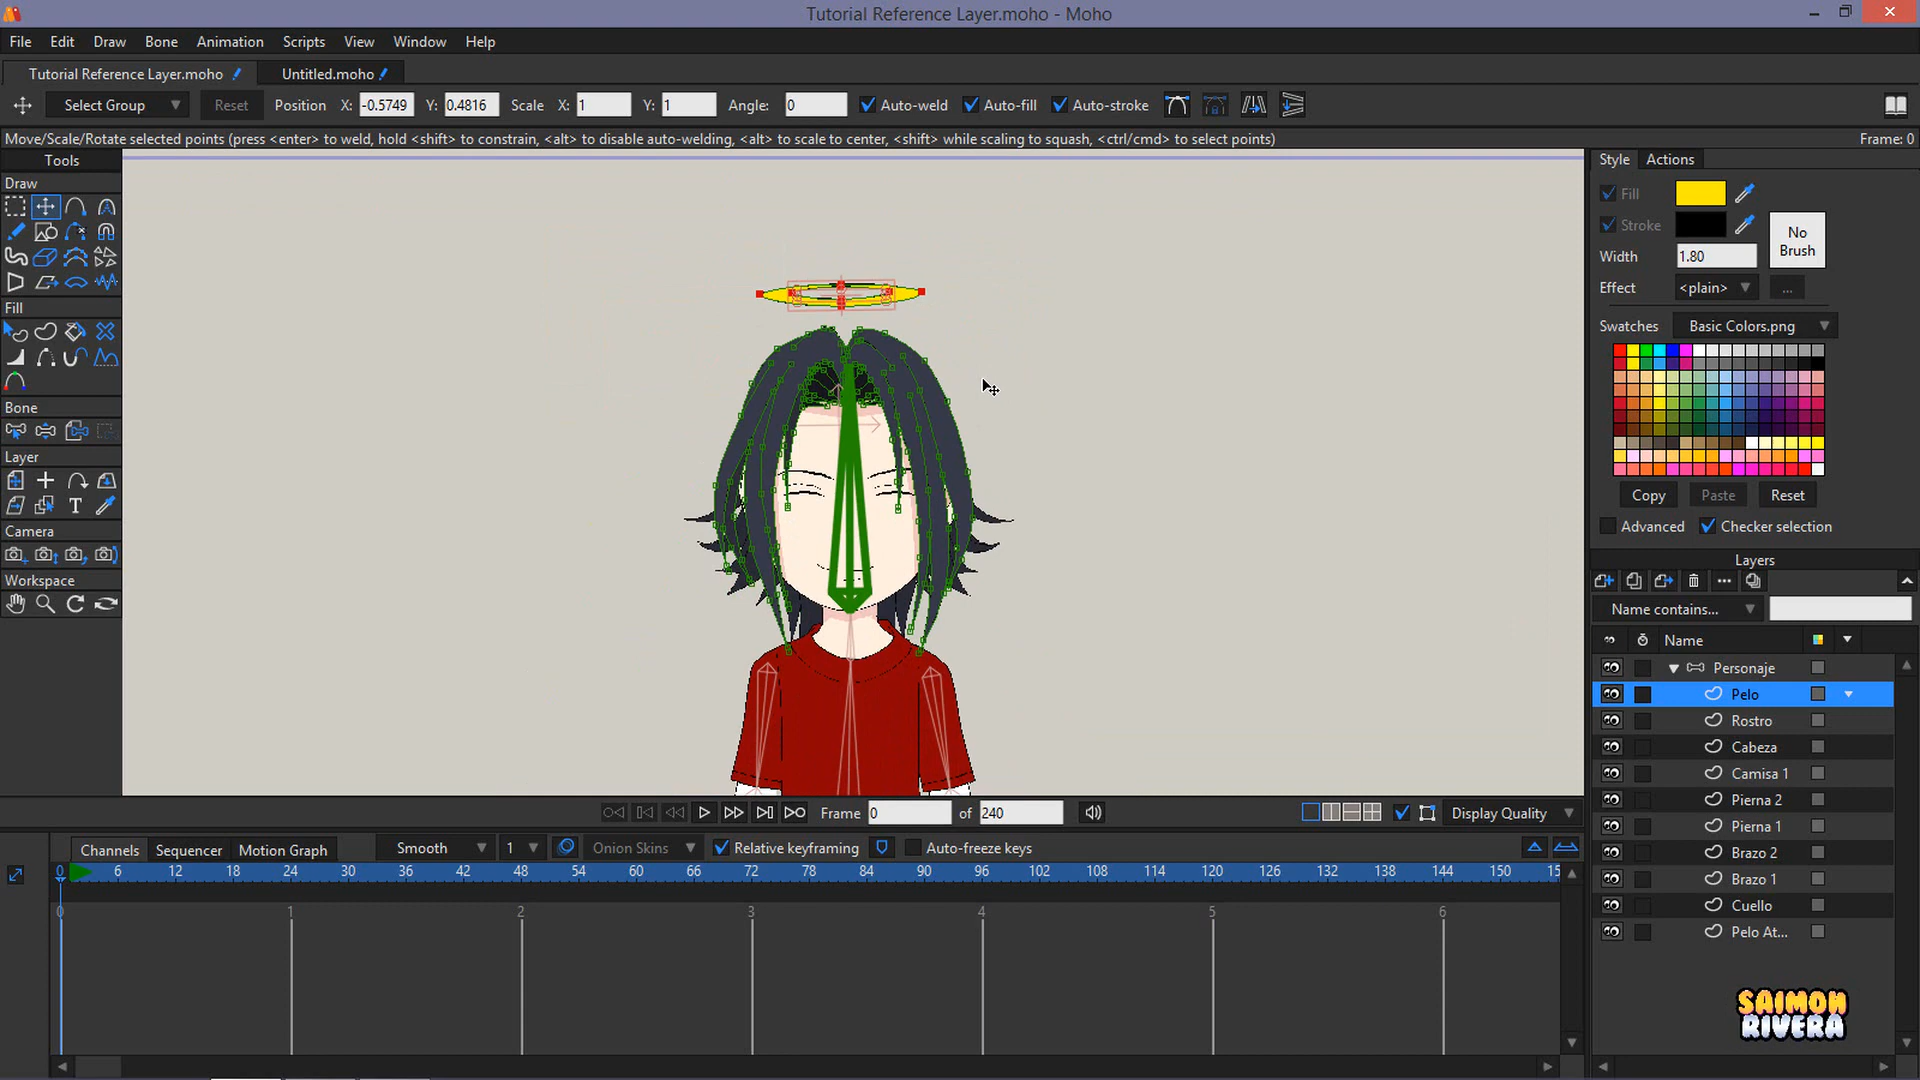 Tutorial Reference Layer.moho - Moho
File Edit Draw Bone Animation Scripts View Window Help
Tutorial Reference Layer.moho Untitled.moho
Select Group Reset Position X: -0.5749 Y: 0.4816 Scale X: 1 Y: 1 Angle: 0 Auto-weld Auto-fill Auto-stroke
Move/Scale/Rotate selected points (press <enter> to weld, hold <shift> to constrain, <alt> to disable auto-welding, <alt> to scale to center, <shift> while scaling to squash, <ctrl/cmd> to select points) Frame: 0
Tools
Draw
Fill
Bone
Layer
Camera
Workspace
Style Actions
Fill
Stroke
No Brush
Width 1.80
Effect <plain> ...
Swatches Basic Colors.png
Copy Paste Reset
Advanced Checker selection
Layers
Name contains...
Name
Personaje
Pelo
Rostro
Cabeza
Camisa 1
Pierna 2
Pierna 1
Brazo 2
Brazo 1
Cuello
Pelo At...
SAIMON
RIVERA
Frame 0 of 240 Display Quality
Channels Sequencer Motion Graph Smooth 1 Onion Skins Relative keyframing Auto-freeze keys
0 6 12 18 24 30 36 42 48 54 60 66 72 78 84 90 96 102 108 114 120 126 132 138 144 150 15
0 1 2 3 4 5 6